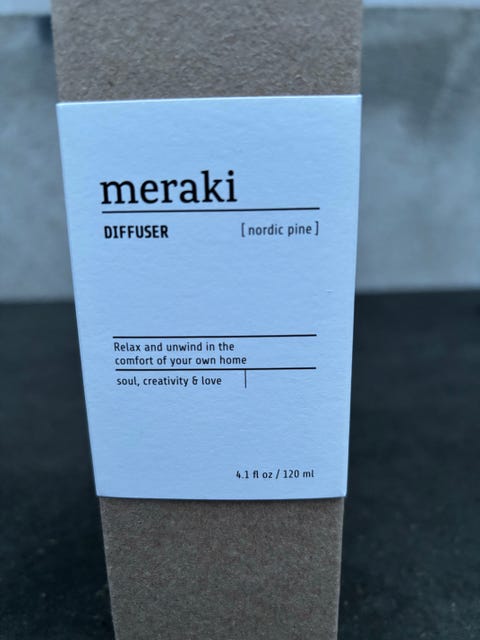 meraki
DIFFUSER [nordic pine]
Relax and unwind in the
comfort of your own home
soul, creativity & love
4.1 fl oz / 120 ml